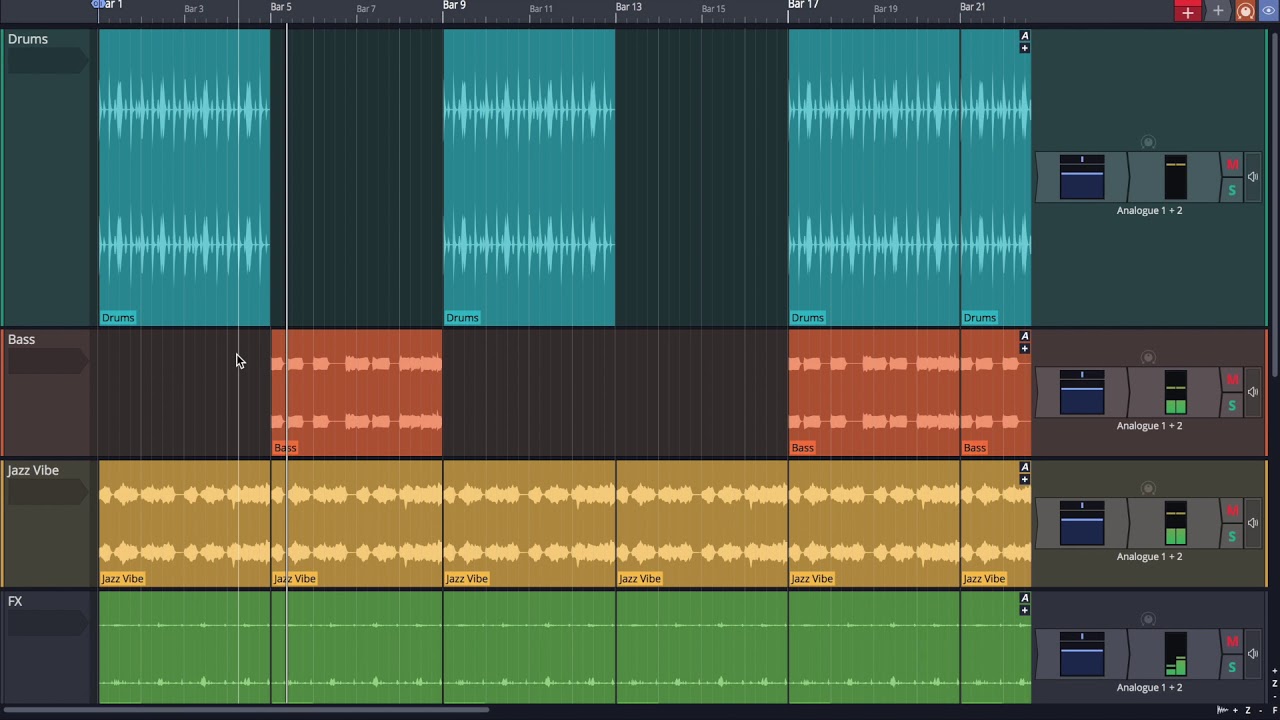 Bar 1 Bar 3 Bar 5 Bar 7 Bar 9 Bar 11 Bar 13 Bar 15 Bar 17 Bar 19 Bar 21
Drums
A
+
M
S
Analogue 1 + 2
Drums Drums Drums Drums
Bass
A
+
M
S
Analogue 1 + 2
Bass Bass Bass
Jazz Vibe
A
+
M
S
Analogue 1 + 2
Jazz Vibe Jazz Vibe Jazz Vibe Jazz Vibe Jazz Vibe Jazz Vibe
FX
A
+
M
S
Analogue 1 + 2
+
Z
+ Z - F